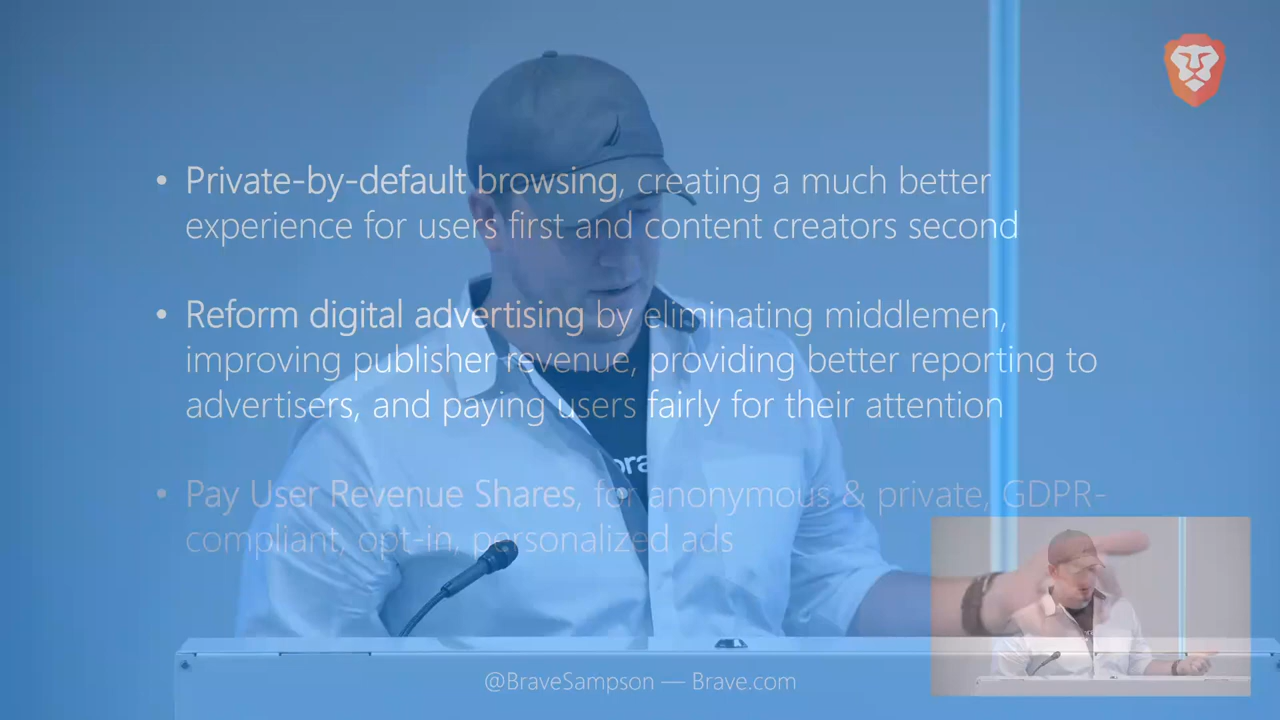 • Private-by-default browsing, creating a much better
experience for users first and content creators second
• Reform digital advertising by eliminating middlemen,
improving publisher revenue, providing better reporting to
advertisers, and paying users fairly for their attention
• Pay User Revenue Shares, for anonymous & private, GDPR-
compliant, opt-in, personalized ads
@BraveSampson — Brave.com